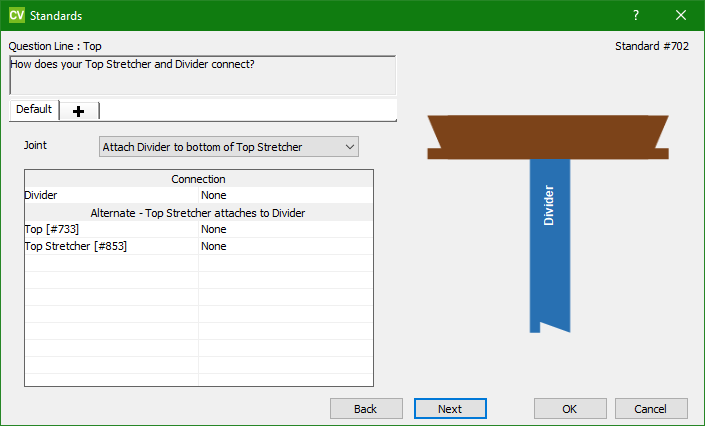 CV Standards ?
Question Line : Top
Standard #702
How does your Top Stretcher and Divider connect?
Default +
Joint Attach Divider to bottom of Top Stretcher
Connection
Divider None
Alternate - Top Stretcher attaches to Divider
Top [#733] None
Top Stretcher [#853] None
Divider
Back Next OK Cancel